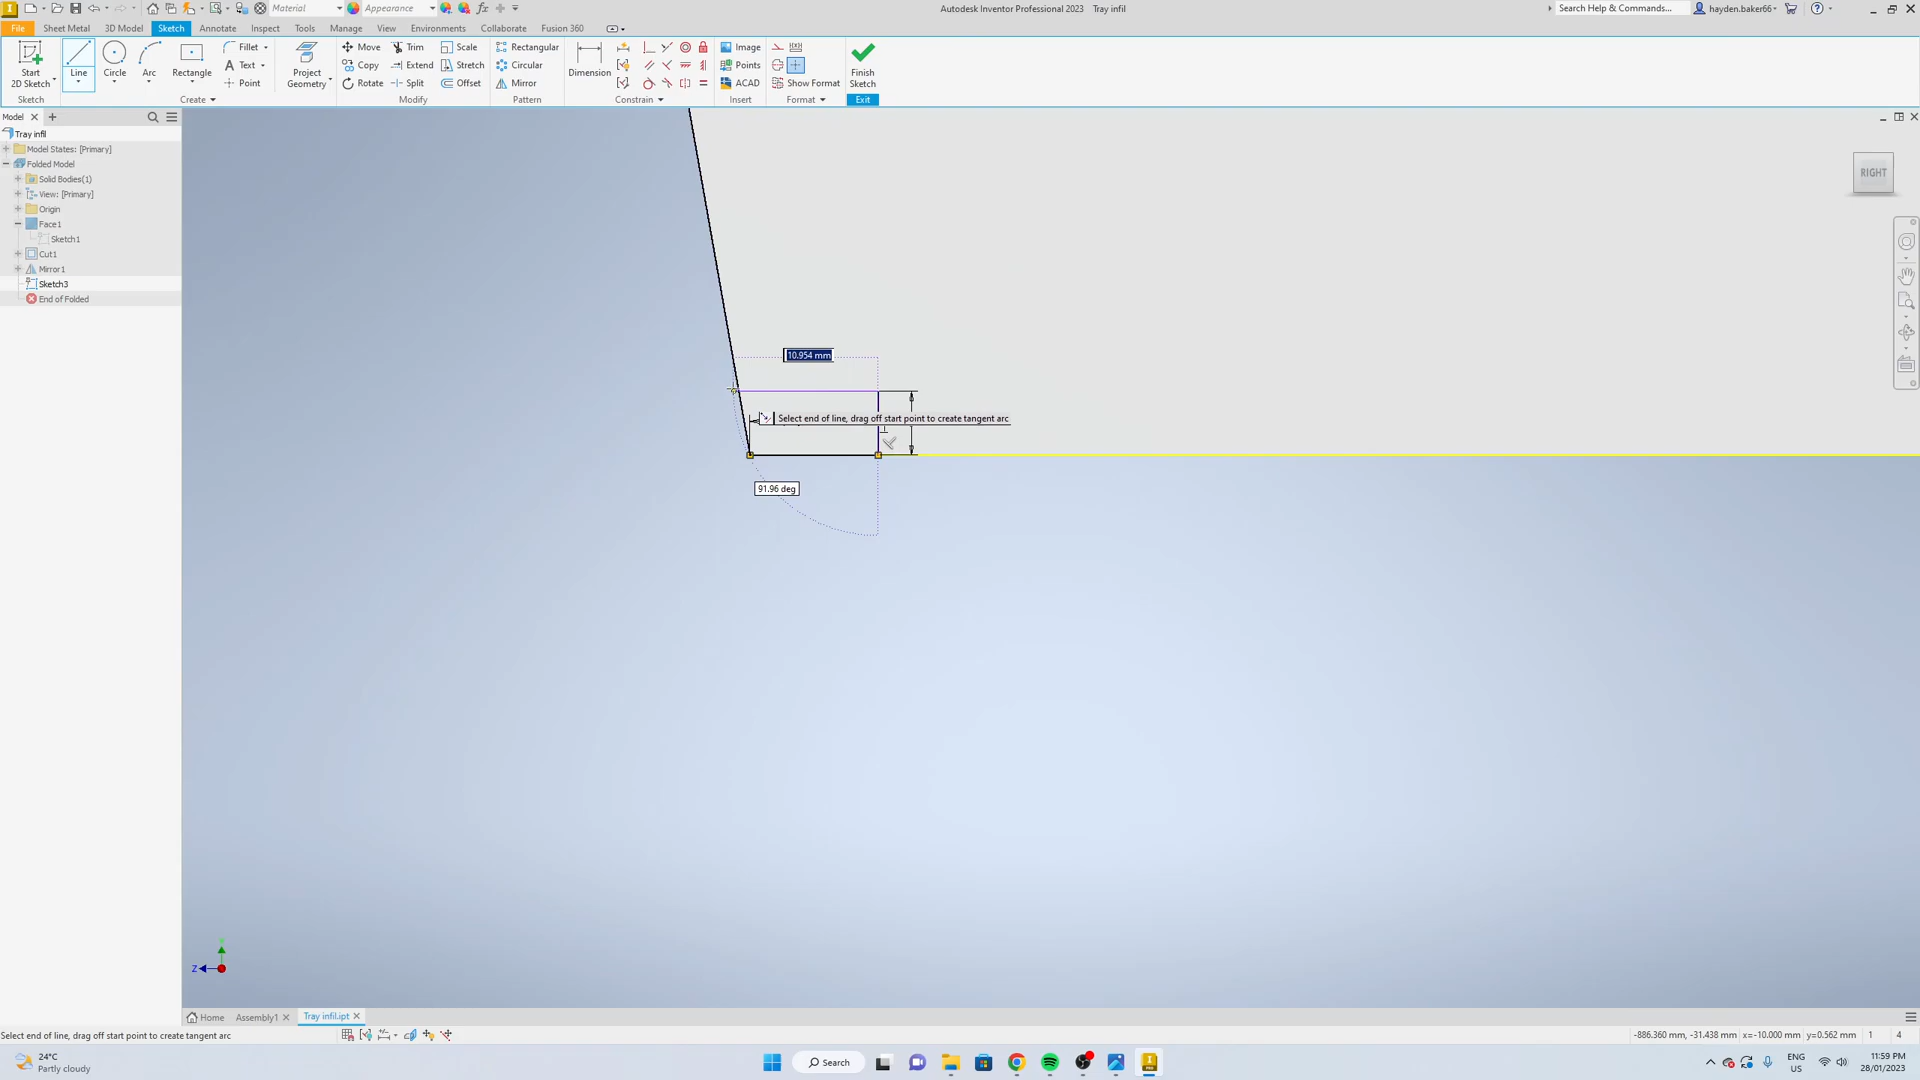 Material
Appearance
Autodesk Inventor Professional 2023 Tray infil
Search Help & Commands...
hayden.baker66
File
Sheet Metal
3D Model
Sketch
Annotate
Inspect
Tools
Manage
View
Environments
Collaborate
Fusion 360
Start
2D Sketch
Line
Circle
Arc
Rectangle
Fillet
Text
Point
Project
Geometry
Move
Copy
Rotate
Trim
Extend
Split
Scale
Stretch
Offset
Rectangular
Circular
Mirror
Dimension
Image
Points
ACAD
Show Format
Finish
Sketch
Sketch
Create
Modify
Pattern
Constrain
Insert
Format
Exit
Model
Tray infil
Model States: [Primary]
Folded Model
Solid Bodies(1)
View: [Primary]
Origin
Face1
Sketch1
Cut1
Mirror1
Sketch3
End of Folded
RIGHT
10.954 mm
Select end of line, drag off start point to create tangent arc
91.96 deg
Z
Home
Assembly1
Tray infil.ipt
Select end of line, drag off start point to create tangent arc
-886.360 mm, -31.438 mm x=-10.000 mm y=0.562 mm 1 4
24°C
Partly cloudy
Search
ENG
US
11:59 PM
28/01/2023